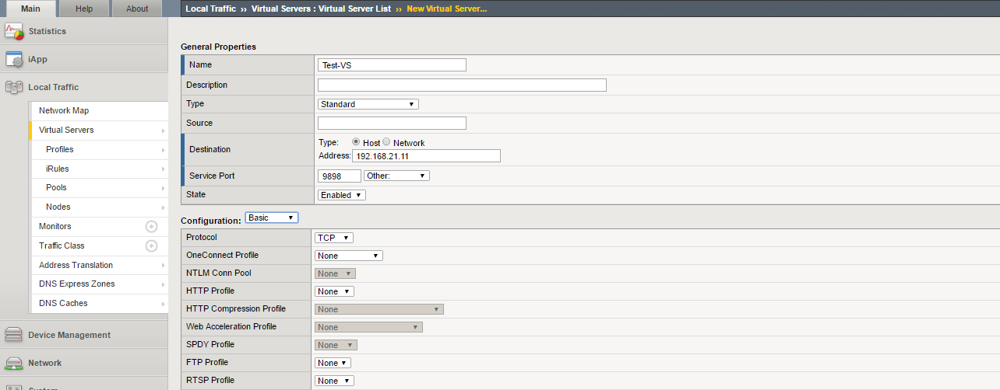 Main Help About
Local Traffic ›› Virtual Servers : Virtual Server List ›› New Virtual Server...
Statistics
iApp
Local Traffic
Network Map
Virtual Servers
Profiles
iRules
Pools
Nodes
Monitors
Traffic Class
Address Translation
DNS Express Zones
DNS Caches
Device Management
Network
System
General Properties
Name Test-VS
Description
Type Standard
Source
Destination Type: Host Network
Address: 192.168.21.11
Service Port 9898 Other:
State Enabled
Configuration: Basic
Protocol TCP
OneConnect Profile None
NTLM Conn Pool None
HTTP Profile None
HTTP Compression Profile None
Web Acceleration Profile None
SPDY Profile None
FTP Profile None
RTSP Profile None